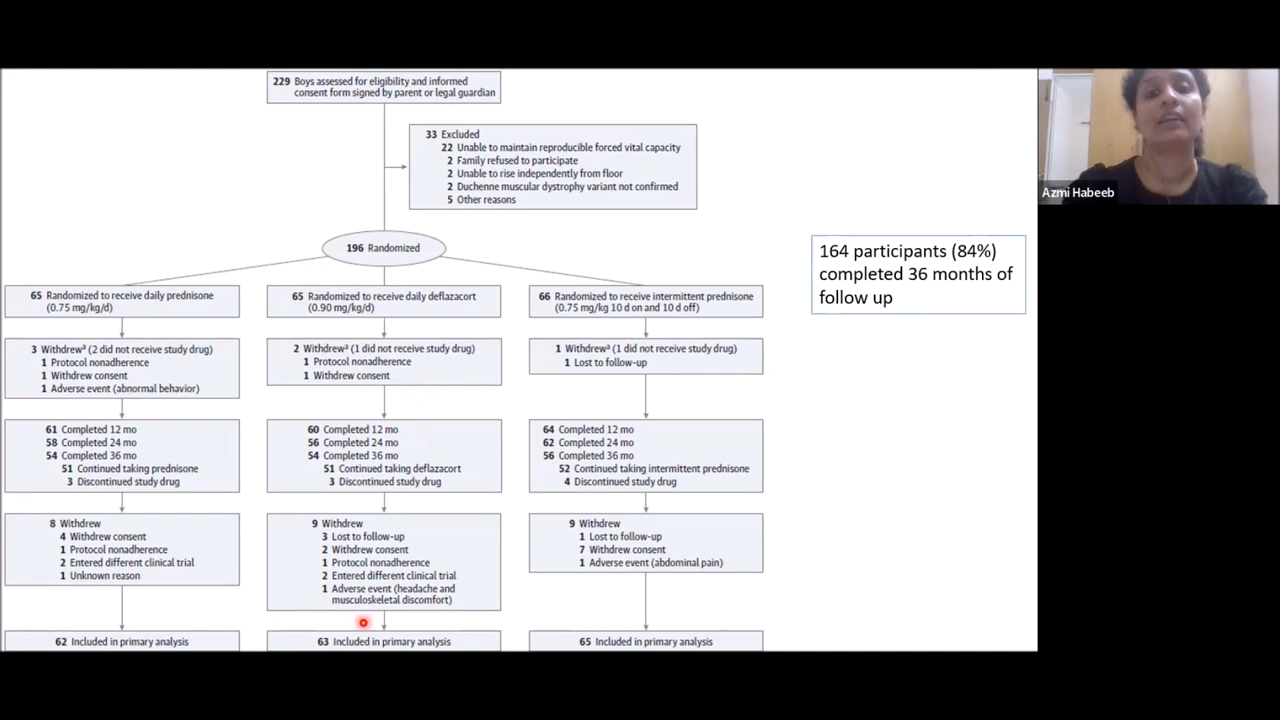 229 Boys assessed for eligibility and informed
consent form signed by parent or legal guardian
33 Excluded
22 Unable to maintain reproducible forced vital capacity
2 Family refused to participate
2 Unable to rise independently from floor
2 Duchenne muscular dystrophy variant not confirmed
5 Other reasons
196 Randomized
65 Randomized to receive daily prednisone
(0.75 mg/kg/d)
3 Withdrewª (2 did not receive study drug)
1 Protocol nonadherence
1 Withdrew consent
1 Adverse event (abnormal behavior)
61 Completed 12 mo
58 Completed 24 mo
54 Completed 36 mo
51 Continued taking prednisone
3 Discontinued study drug
8 Withdrew
4 Withdrew consent
1 Protocol nonadherence
2 Entered different clinical trial
1 Unknown reason
62 Included in primary analysis
65 Randomized to receive daily deflazacort
(0.90 mg/kg/d)
2 Withdrewª (1 did not receive study drug)
1 Protocol nonadherence
1 Withdrew consent
60 Completed 12 mo
56 Completed 24 mo
54 Completed 36 mo
51 Continued taking deflazacort
3 Discontinued study drug
9 Withdrew
3 Lost to follow-up
2 Withdrew consent
1 Protocol nonadherence
2 Entered different clinical trial
1 Adverse event (headache and
musculoskeletal discomfort)
63 Included in primary analysis
66 Randomized to receive intermittent prednisone
(0.75 mg/kg 10 d on and 10 d off)
1 Withdrewª (1 did not receive study drug)
1 Lost to follow-up
64 Completed 12 mo
62 Completed 24 mo
56 Completed 36 mo
52 Continued taking intermittent prednisone
4 Discontinued study drug
9 Withdrew
1 Lost to follow-up
7 Withdrew consent
1 Adverse event (abdominal pain)
65 Included in primary analysis
164 participants (84%)
completed 36 months of
follow up
Azmi Habeeb